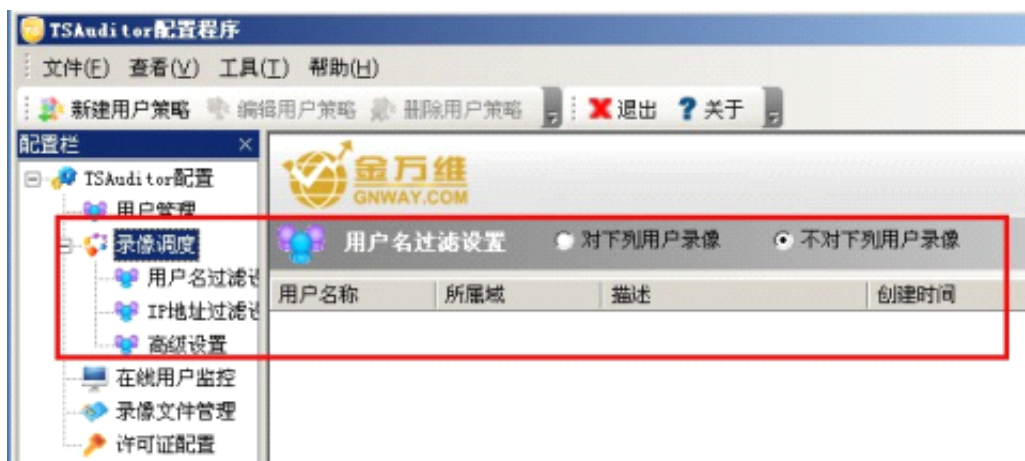 TSAuditor配置程序
文件(F) 查看(V) 工具(T) 帮助(H)
新建用户策略 编辑用户策略 删除用户策略 退出 ? 关于
配置栏 ×
TSAuditor配置
用户管理
录像调度
用户名过滤设
IP地址过滤设
高级设置
在线用户监控
录像文件管理
许可证配置
金万维
GNWAY.COM
用户名过滤设置 对下列用户录像 不对下列用户录像
用户名称 所属域 描述 创建时间